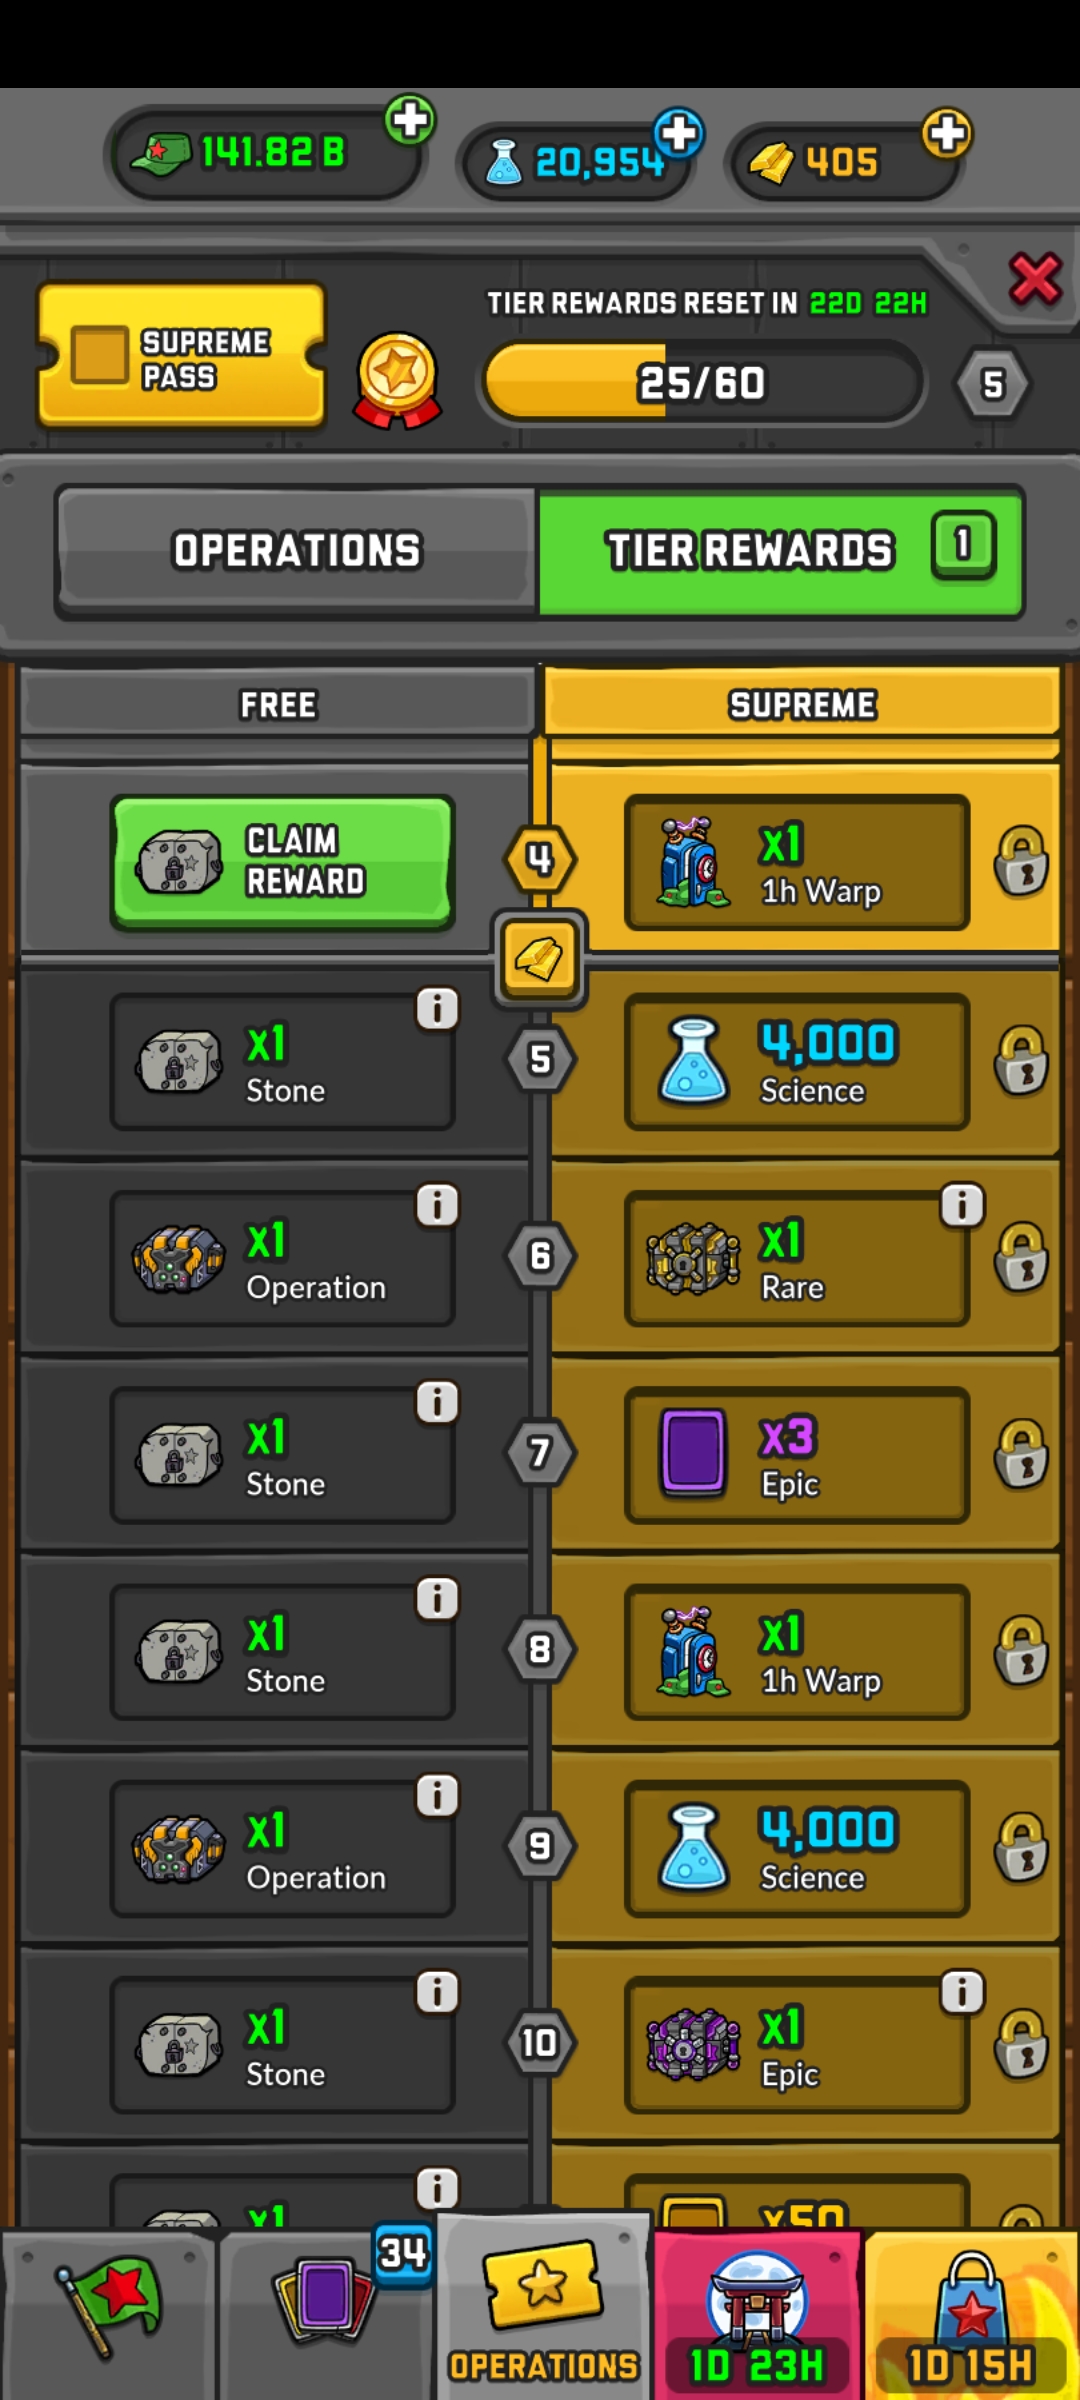 141.82 B
20,954
405
TIER REWARDS RESET IN 22D 22H
SUPREME
PASS
25/60
5
OPERATIONS
TIER REWARDS
1
FREE
SUPREME
CLAIM
REWARD
4
x1
1h Warp
x1
Stone
5
4,000
Science
x1
Operation
6
x1
Rare
x1
Stone
7
x3
Epic
x1
Stone
8
x1
1h Warp
x1
Operation
9
4,000
Science
x1
Stone
10
x1
Epic
x1
x50
34
OPERATIONS
1D 23H
1D 15H